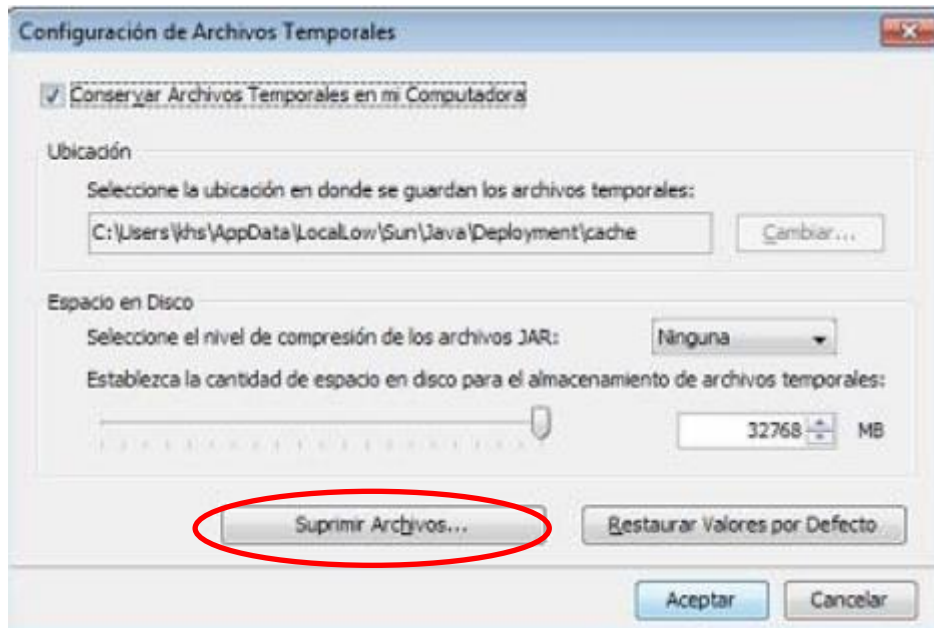 Configuración de Archivos Temporales
Conservar Archivos Temporales en mi Computadora
Ubicación
Seleccione la ubicación en donde se guardan los archivos temporales:
C:\Users\khs\AppData\LocalLow\Sun\Java\Deployment\cache Cambiar...
Espacio en Disco
Seleccione el nivel de compresión de los archivos JAR: Ninguna
Establezca la cantidad de espacio en disco para el almacenamiento de archivos temporales:
32768 MB
Suprimir Archivos... Restaurar Valores por Defecto
Aceptar Cancelar